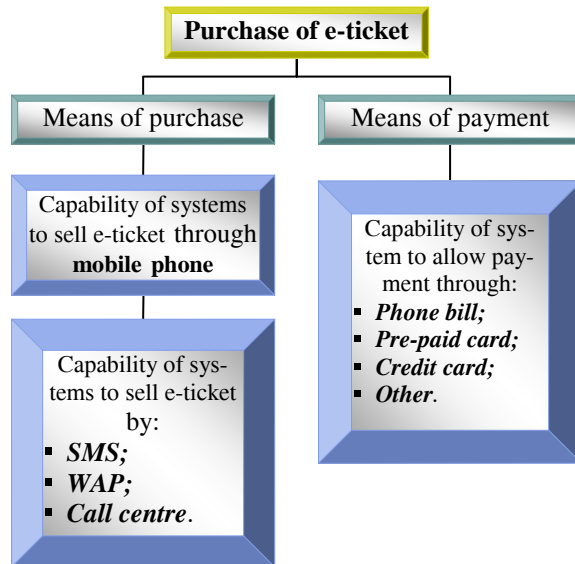 Purchase of e-ticket
Means of purchase
Means of payment
Capability of systems
to sell e-ticket through
mobile phone
Capability of sys-
tems to sell e-ticket
by:
▪ SMS;
▪ WAP;
▪ Call centre.
Capability of sys-
tem to allow pay-
ment through:
▪ Phone bill;
▪ Pre-paid card;
▪ Credit card;
▪ Other.